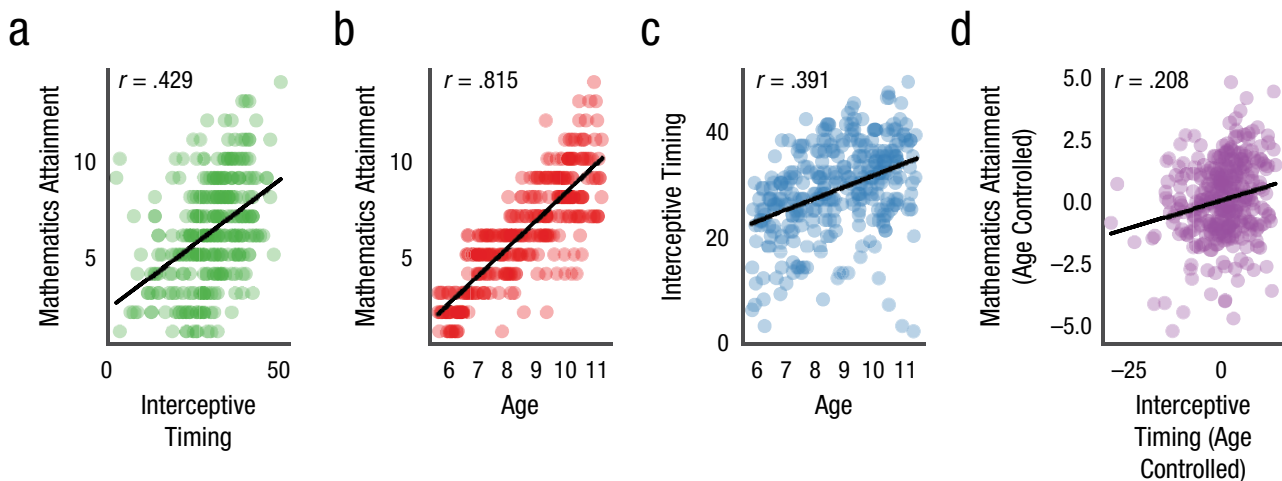 a
r = .429
Mathematics Attainment
10
5
0
50
Interceptive
Timing
b
r = .815
Mathematics Attainment
10
5
6 7 8 9 10 11
Age
c
r = .391
Interceptive Timing
40
20
0
6 7 8 9 10 11
Age
d
r = .208
Mathematics Attainment
(Age Controlled)
5.0
2.5
0.0
−2.5
−5.0
−25
0
Interceptive
Timing (Age
Controlled)